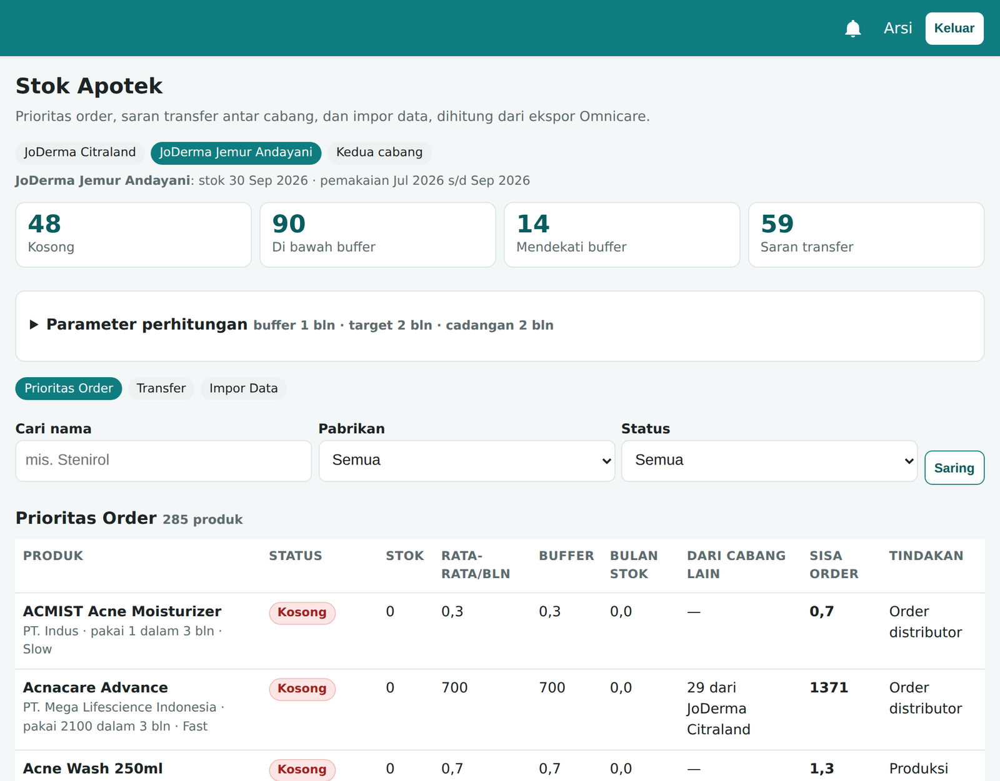 Arsi Keluar
Stok Apotek
Prioritas order, saran transfer antar cabang, dan impor data, dihitung dari ekspor Omnicare.
JoDerma Citraland JoDerma Jemur Andayani Kedua cabang
JoDerma Jemur Andayani: stok 30 Sep 2026 · pemakaian Jul 2026 s/d Sep 2026
48 90 14 59
Kosong Di bawah buffer Mendekati buffer Saran transfer
▶ Parameter perhitungan buffer 1 bln · target 2 bln · cadangan 2 bln
Prioritas Order Transfer Impor Data
Cari nama Pabrikan Status
mis. Stenirol Semua Semua Saring
Prioritas Order 285 produk
PRODUK STATUS STOK RATA- BUFFER BULAN DARI CABANG SISA TINDAKAN
RATA/BLN STOK LAIN ORDER
ACMIST Acne Moisturizer Kosong 0 0,3 0,3 0,0 — 0,7 Order
PT. Indus · pakai 1 dalam 3 bln · distributor
Slow
Acnacare Advance Kosong 0 700 700 0,0 29 dari 1371 Order
PT. Mega Lifescience Indonesia · JoDerma distributor
pakai 2100 dalam 3 bln · Fast Citraland
Acne Wash 250ml Kosong 0 0,7 0,7 0,0 — 1,3 Produksi